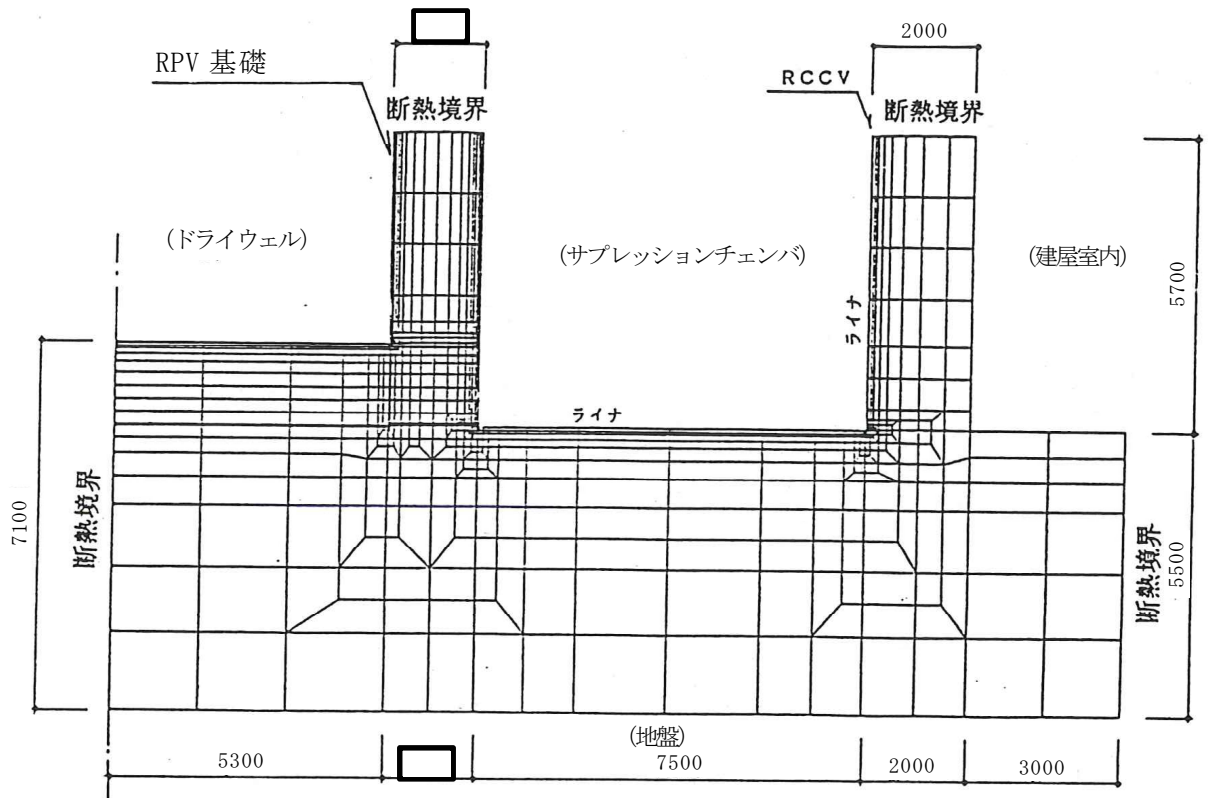 2000
RPV 基礎
RCCV
断熱境界
断熱境界
(ドライウェル)
(サプレッションチェンバ)
(建屋室内)
5700
ライナ
ライナ
7100
断熱境界
断熱境界
5500
(地盤)
5300
7500
2000
3000